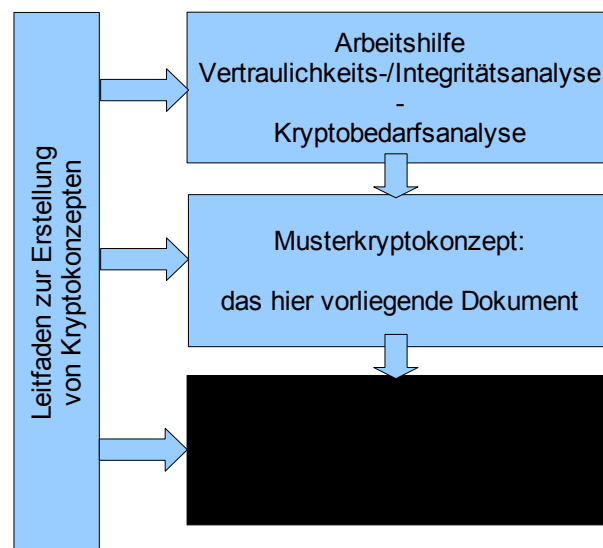 Leitfaden zur Erstellung
von Kryptokonzepten
Arbeitshilfe
Vertraulichkeits-/Integritätsanalyse
-
Kryptobedarfsanalyse
Musterkryptokonzept:
das hier vorliegende Dokument